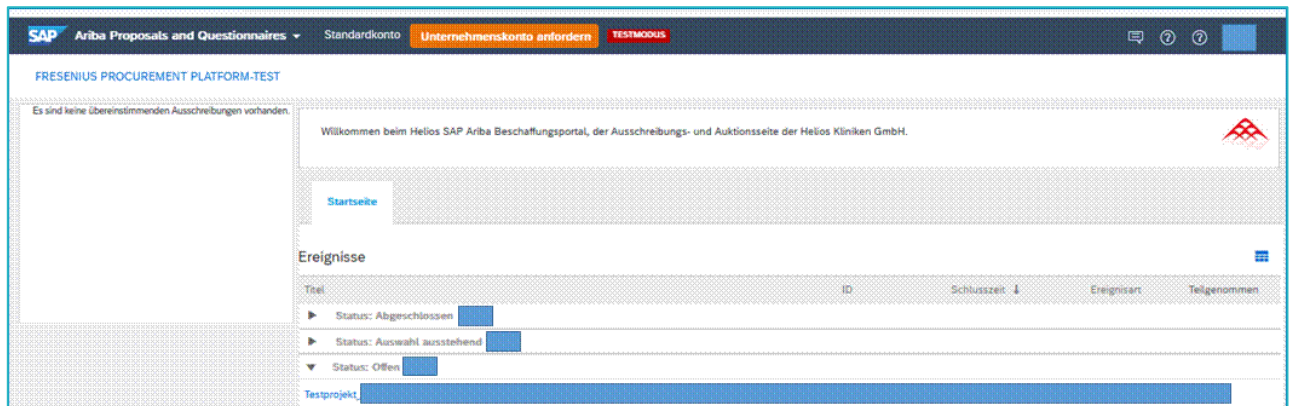 SAP Ariba Proposals and Questionnaires Standardkonto Unternehmenskonto anfordern TESTMODUS
FRESENIUS PROCUREMENT PLATFORM-TEST
Es sind keine übereinstimmenden Ausschreibungen vorhanden.
Willkommen beim Helios SAP Ariba Beschaffungsportal, der Ausschreibungs- und Auktionsseite der Helios Kliniken GmbH.
Startseite
Ereignisse
Titel ID Schlusszeit ↓ Ereignisart Teilgenommen
Status: Abgeschlossen
Status: Auswahl ausstehend
Status: Offen
Testprojekt_